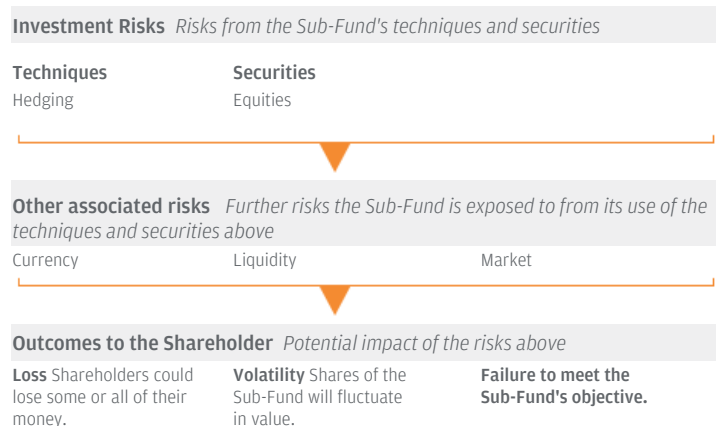 Investment Risks Risks from the Sub-Fund's techniques and securities
Techniques Securities
Hedging Equities
Other associated risks Further risks the Sub-Fund is exposed to from its use of the
techniques and securities above
Currency Liquidity Market
Outcomes to the Shareholder Potential impact of the risks above
Loss Shareholders could
lose some or all of their
money.
Volatility Shares of the
Sub-Fund will fluctuate
in value.
Failure to meet the
Sub-Fund's objective.